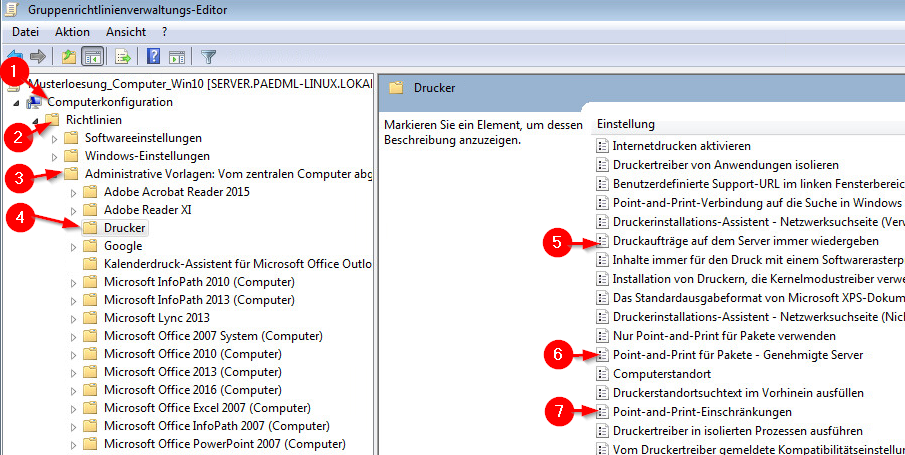 Gruppenrichtlinienverwaltungs-Editor
Datei Aktion Ansicht ?
Musterloesung_Computer_Win10 [SERVER.PAEDML-LINUX.LOKA
1
Computerkonfiguration
2
Richtlinien
Softwareeinstellungen
Windows-Einstellungen
3
Administrative Vorlagen: Vom zentralen Computer abg
Adobe Acrobat Reader 2015
Adobe Reader XI
4
Drucker
Google
Kalenderdruck-Assistent für Microsoft Office Outlo
Microsoft InfoPath 2010 (Computer)
Microsoft InfoPath 2013 (Computer)
Microsoft Lync 2013
Microsoft Office 2007 System (Computer)
Microsoft Office 2010 (Computer)
Microsoft Office 2013 (Computer)
Microsoft Office 2016 (Computer)
Microsoft Office Excel 2007 (Computer)
Microsoft Office InfoPath 2007 (Computer)
Microsoft Office PowerPoint 2007 (Computer)
Drucker
Markieren Sie ein Element, um dessen
Beschreibung anzuzeigen.
Einstellung
Internetdrucken aktivieren
Druckertreiber von Anwendungen isolieren
Benutzerdefinierte Support-URL im linken Fensterbereic
Point-and-Print-Verbindung auf die Suche in Windows
Druckerinstallations-Assistent - Netzwerksuchseite (Verw
5
Druckaufträge auf dem Server immer wiedergeben
Inhalte immer für den Druck mit einem Softwarerasterp
Installation von Druckern, die Kernelmodustreiber verwe
Das Standardausgabeformat von Microsoft XPS-Dokum
Druckerinstallations-Assistent - Netzwerksuchseite (Nicl
Nur Point-and-Print für Pakete verwenden
6
Point-and-Print für Pakete - Genehmigte Server
Computerstandort
Druckerstandortsuchtext im Vorhinein ausfüllen
7
Point-and-Print-Einschränkungen
Druckertreiber in isolierten Prozessen ausführen
Vom Druckertreiber gemeldete Kompatibilitätseinstellur